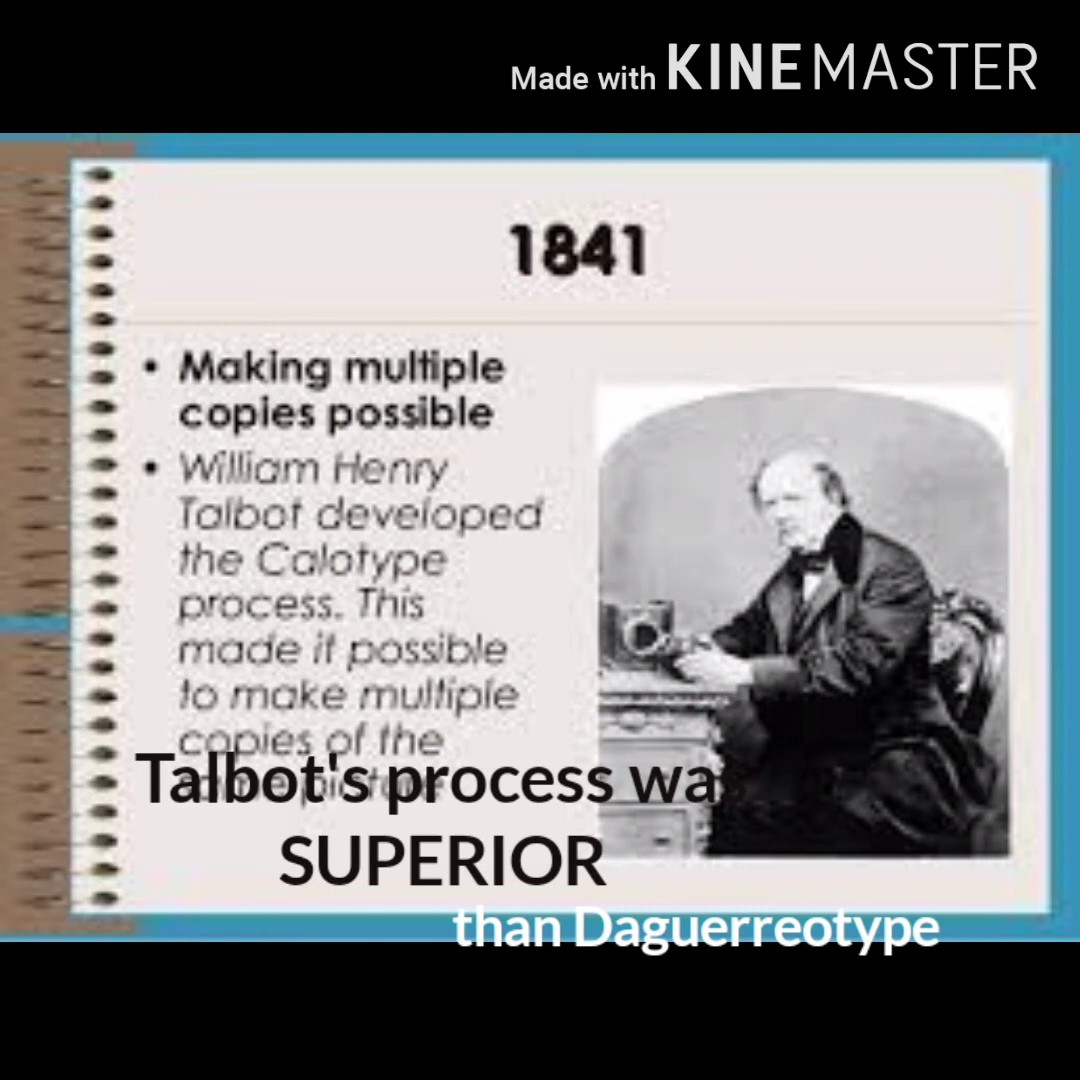 Made with KINEMASTER
1841
• Making multiple
copies possible
• William Henry
Talbot developed
the Calotype
process. This
made it possible
to make multiple
copies of the
Talbot's process was
SUPERIOR
than Daguerreotype